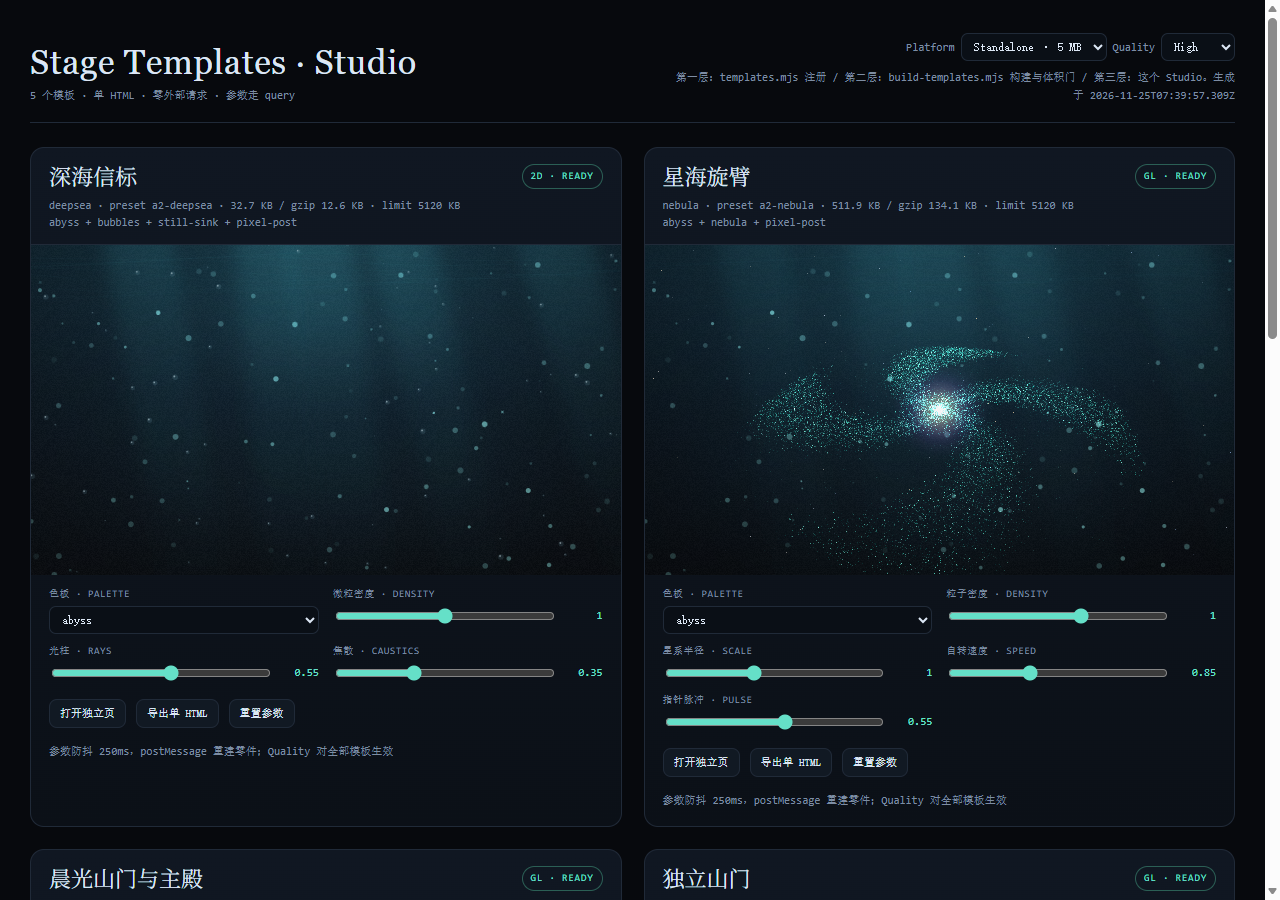 Stage Templates · Studio
5 个模板 · 单 HTML · 零外部请求 · 参数走 query
Platform Standalone · 5 MB Quality High
第一层：templates.mjs 注册 / 第二层：build-templates.mjs 构建与体积门 / 第三层：这个 Studio。生成
于 2026-11-25T07:39:57.309Z
深海信标
2D · READY
deepsea · preset a2-deepsea · 32.7 KB / gzip 12.6 KB · limit 5120 KB
abyss + bubbles + still-sink + pixel-post
色板 · PALETTE
abyss
微粒密度 · DENSITY
1
光柱 · RAYS
0.55
焦散 · CAUSTICS
0.35
打开独立页 导出单 HTML 重置参数
参数防抖 250ms，postMessage 重建零件；Quality 对全部模板生效
星海旋臂
GL · READY
nebula · preset a2-nebula · 511.9 KB / gzip 134.1 KB · limit 5120 KB
abyss + nebula + pixel-post
色板 · PALETTE
abyss
粒子密度 · DENSITY
1
星系半径 · SCALE
1
自转速度 · SPEED
0.85
指针脉冲 · PULSE
0.55
打开独立页 导出单 HTML 重置参数
参数防抖 250ms，postMessage 重建零件；Quality 对全部模板生效
晨光山门与主殿
GL · READY
独立山门
GL · READY